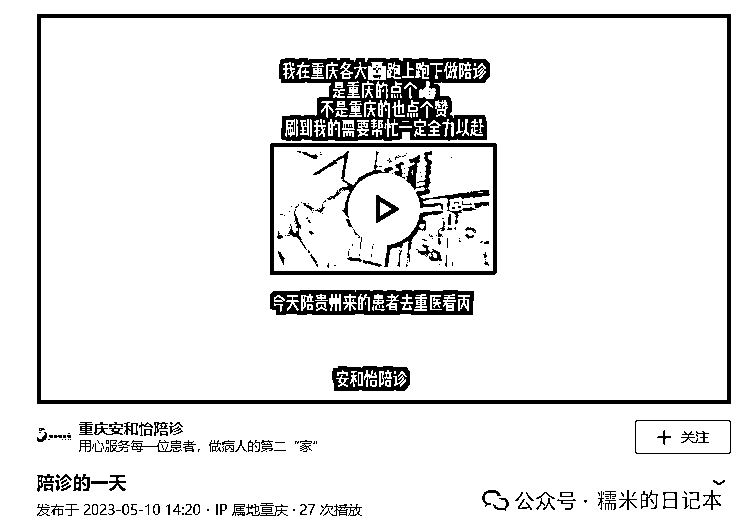 我在重庆各大🏥跑上跑下做陪诊
是重庆的点个👍
不是重庆的也点个赞
刷到我的需要帮忙一定全力以赴
今天陪贵州来的患者去重医看丙
安和怡陪诊
重庆安和怡陪诊
用心服务每一位患者，做病人的第二“家”
+ 关注
陪诊的一天
发布于 2023-05-10 14:20 · IP 属地重庆 · 27 次播放
公众号 · 糯米的日记本